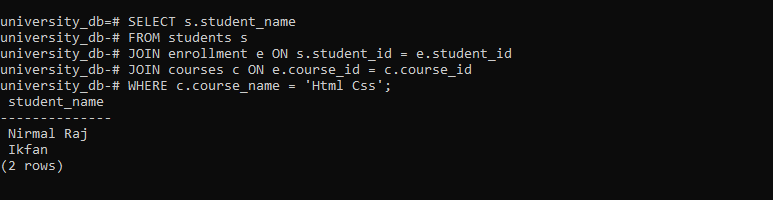 university_db=# SELECT s.student_name
university_db-# FROM students s
university_db-# JOIN enrollment e ON s.student_id = e.student_id
university_db-# JOIN courses c ON e.course_id = c.course_id
university_db-# WHERE c.course_name = 'Html Css';
 student_name
--------------
 Nirmal Raj
 Ikfan
(2 rows)